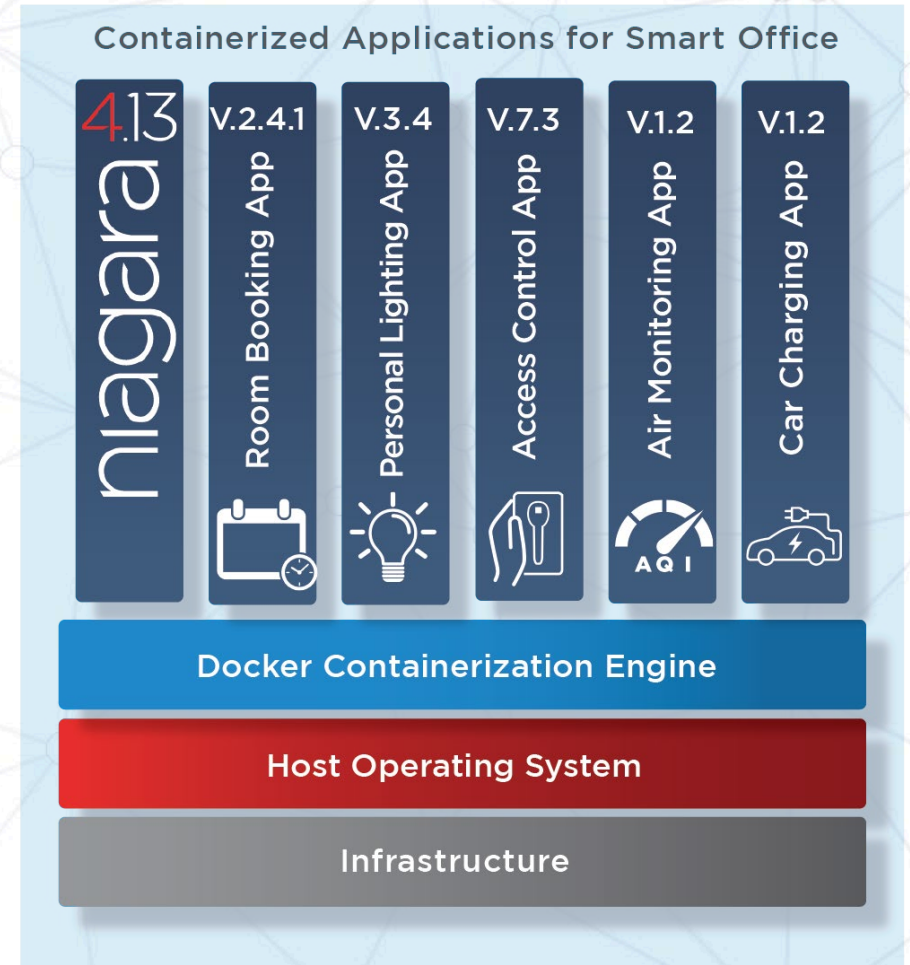 Containerized Applications for Smart Office
4.13
niagara
V.2.4.1
Room Booking App
V.3.4
Personal Lighting App
V.7.3
Access Control App
V.1.2
Air Monitoring App
AQI
V.1.2
Car Charging App
Docker Containerization Engine
Host Operating System
Infrastructure